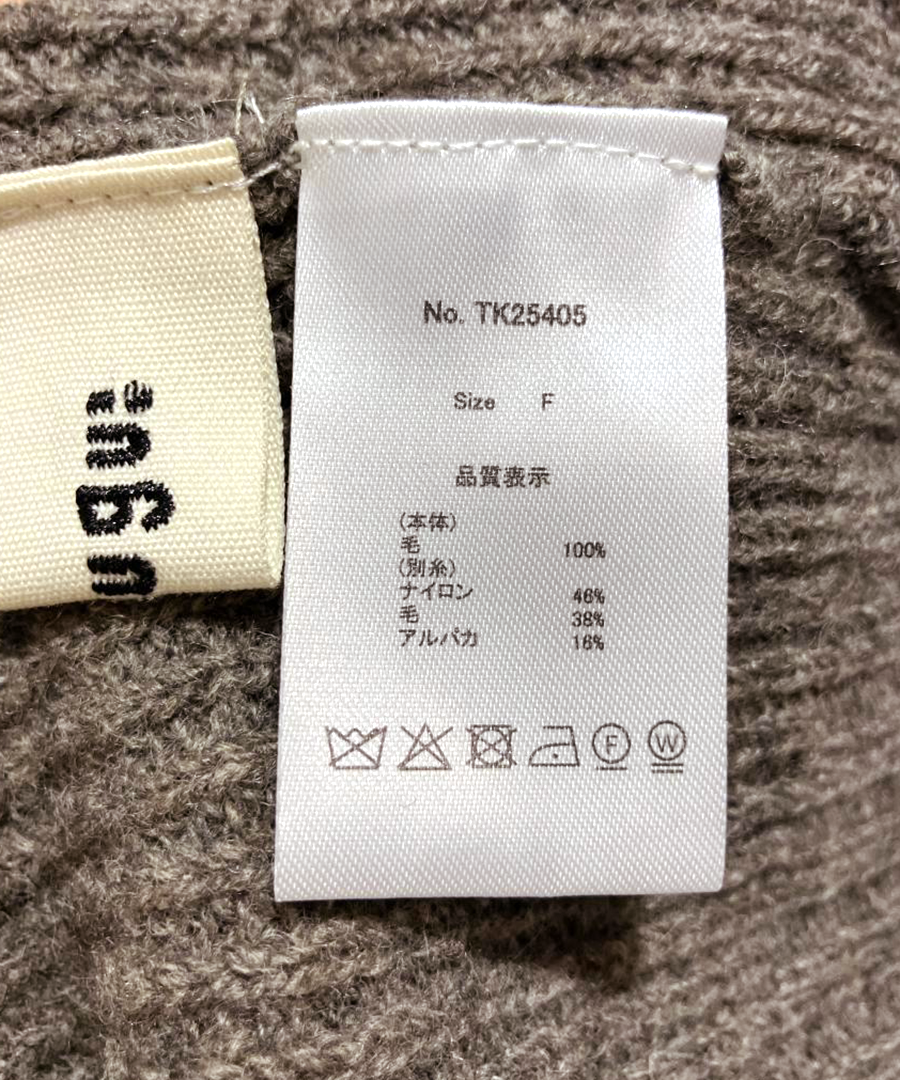 No. TK25405
Size F
品質表示
(本体)
毛 100%
(別糸)
ナイロン 46%
毛 38%
アルパカ 16%
F W